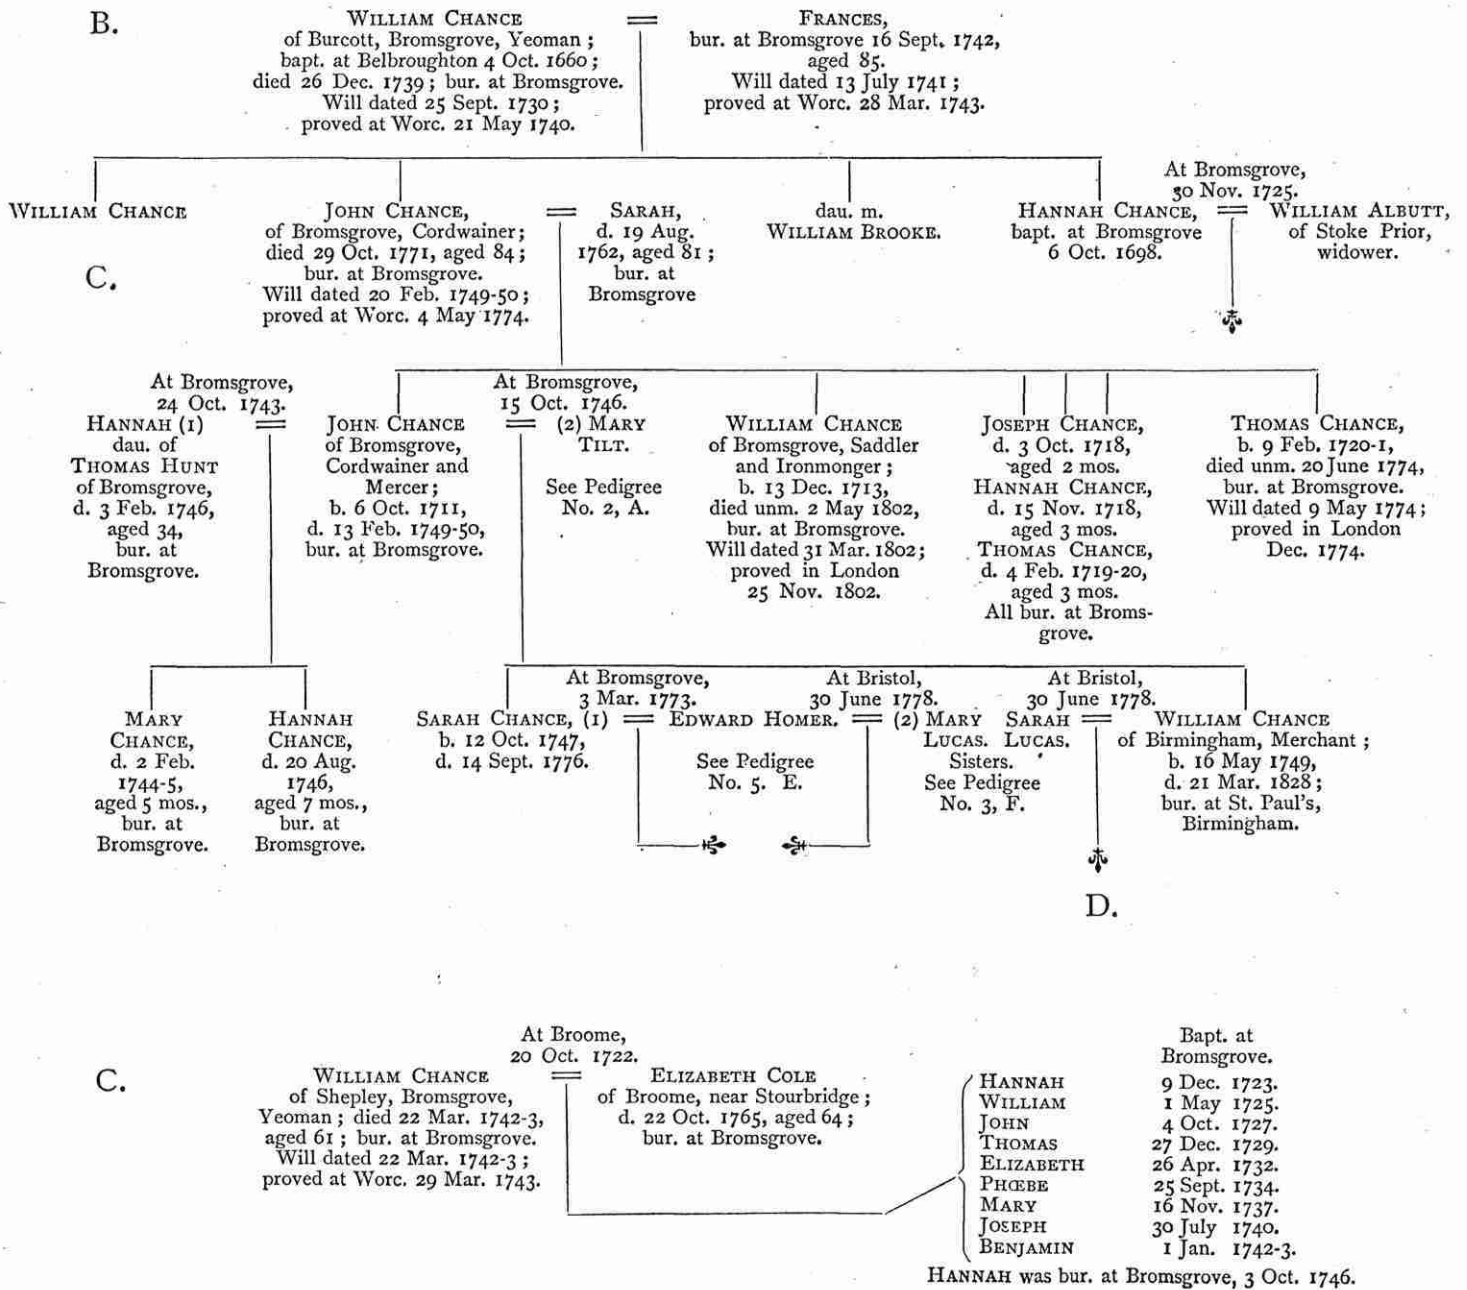 B.
WILLIAM CHANCE
of Burcott, Bromsgrove, Yeoman ;
bapt. at Belbroughton 4 Oct. 1660 ;
died 26 Dec. 1739 ; bur. at Bromsgrove.
Will dated 25 Sept. 1730 ;
proved at Worc. 21 May 1740.
=
FRANCES,
bur. at Bromsgrove 16 Sept. 1742,
aged 85.
Will dated 13 July 1741 ;
proved at Worc. 28 Mar. 1743.
WILLIAM CHANCE
C.
JOHN CHANCE,
of Bromsgrove, Cordwainer;
died 29 Oct. 1771, aged 84 ;
bur. at Bromsgrove.
Will dated 20 Feb. 1749-50 ;
proved at Worc. 4 May 1774.
=
SARAH,
d. 19 Aug.
1762, aged 81 ;
bur. at
Bromsgrove
dau. m.
WILLIAM BROOKE.
At Bromsgrove,
30 Nov. 1725.
HANNAH CHANCE,
bapt. at Bromsgrove
6 Oct. 1698.
=
WILLIAM ALBUTT,
of Stoke Prior,
widower.
At Bromsgrove,
24 Oct. 1743.
HANNAH (1)
dau. of
THOMAS HUNT
of Bromsgrove,
d. 3 Feb. 1746,
aged 34,
bur. at
Bromsgrove.
=
JOHN CHANCE
of Bromsgrove,
Cordwainer and
Mercer ;
b. 6 Oct. 1711,
d. 13 Feb. 1749-50,
bur. at Bromsgrove.
At Bromsgrove,
15 Oct. 1746.
=
(2) MARY
TILT.
See Pedigree
No. 2, A.
WILLIAM CHANCE
of Bromsgrove, Saddler
and Ironmonger ;
b. 13 Dec. 1713,
died unm. 2 May 1802,
bur. at Bromsgrove.
Will dated 31 Mar. 1802;
proved in London
25 Nov. 1802.
JOSEPH CHANCE,
d. 3 Oct. 1718,
aged 2 mos.
HANNAH CHANCE,
d. 15 Nov. 1718,
aged 3 mos.
THOMAS CHANCE,
d. 4 Feb. 1719-20,
aged 3 mos.
All bur. at Broms-
grove.
THOMAS CHANCE,
b. 9 Feb. 1720-1,
died unm. 20 June 1774,
bur. at Bromsgrove.
Will dated 9 May 1774;
proved in London
Dec. 1774.
MARY
CHANCE,
d. 2 Feb.
1744-5,
aged 5 mos.,
bur. at
Bromsgrove.
HANNAH
CHANCE,
d. 20 Aug.
1746,
aged 7 mos.,
bur. at
Bromsgrove.
At Bromsgrove,
3 Mar. 1773.
SARAH CHANCE, (1)
b. 12 Oct. 1747,
d. 14 Sept. 1776.
=
EDWARD HOMER.
See Pedigree
No. 5. E.
At Bristol,
30 June 1778.
=
(2) MARY SARAH
LUCAS. LUCAS.
Sisters.
See Pedigree
No. 3, F.
At Bristol,
30 June 1778.
=
WILLIAM CHANCE
of Birmingham, Merchant ;
b. 16 May 1749,
d. 21 Mar. 1828 ;
bur. at St. Paul's,
Birmingham.
D.
C.
At Broome,
20 Oct. 1722.
WILLIAM CHANCE
of Shepley, Bromsgrove,
Yeoman ; died 22 Mar. 1742-3,
aged 61 ; bur. at Bromsgrove.
Will dated 22 Mar. 1742-3 ;
proved at Worc. 29 Mar. 1743.
=
ELIZABETH COLE
of Broome, near Stourbridge ;
d. 22 Oct. 1765, aged 64 ;
bur. at Bromsgrove.
Bapt. at
Bromsgrove.
HANNAH 9 Dec. 1723.
WILLIAM 1 May 1725.
JOHN 4 Oct. 1727.
THOMAS 27 Dec. 1729.
ELIZABETH 26 Apr. 1732.
PHŒBE 25 Sept. 1734.
MARY 16 Nov. 1737.
JOSEPH 30 July 1740.
BENJAMIN 1 Jan. 1742-3.
HANNAH was bur. at Bromsgrove, 3 Oct. 1746.